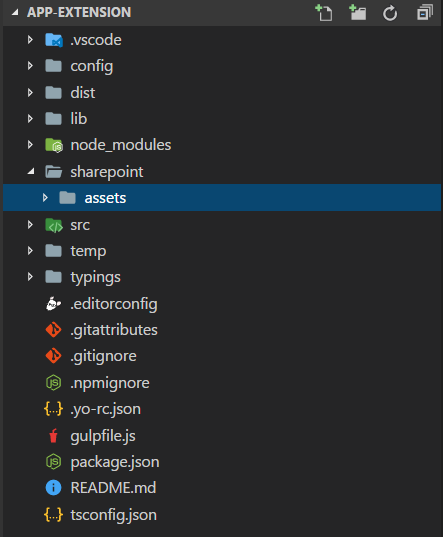 APP-EXTENSION
.vscode
config
dist
lib
node_modules
sharepoint
assets
src
temp
typings
.editorconfig
.gitattributes
.gitignore
.npmignore
.yo-rc.json
gulpfile.js
package.json
README.md
tsconfig.json